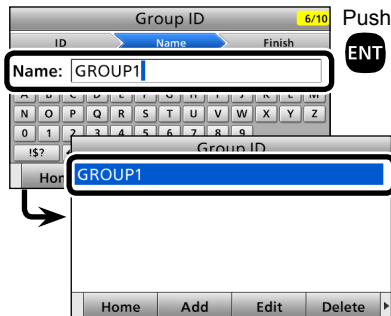 Group ID 6/10 Push
ID Name Finish ENT
Name: GROUP1
N O P Q R S T U V W X Y Z
0 1 2 3 4 5 6 7 8 9
!$? Group ID
Hom GROUP1
Home Add Edit Delete